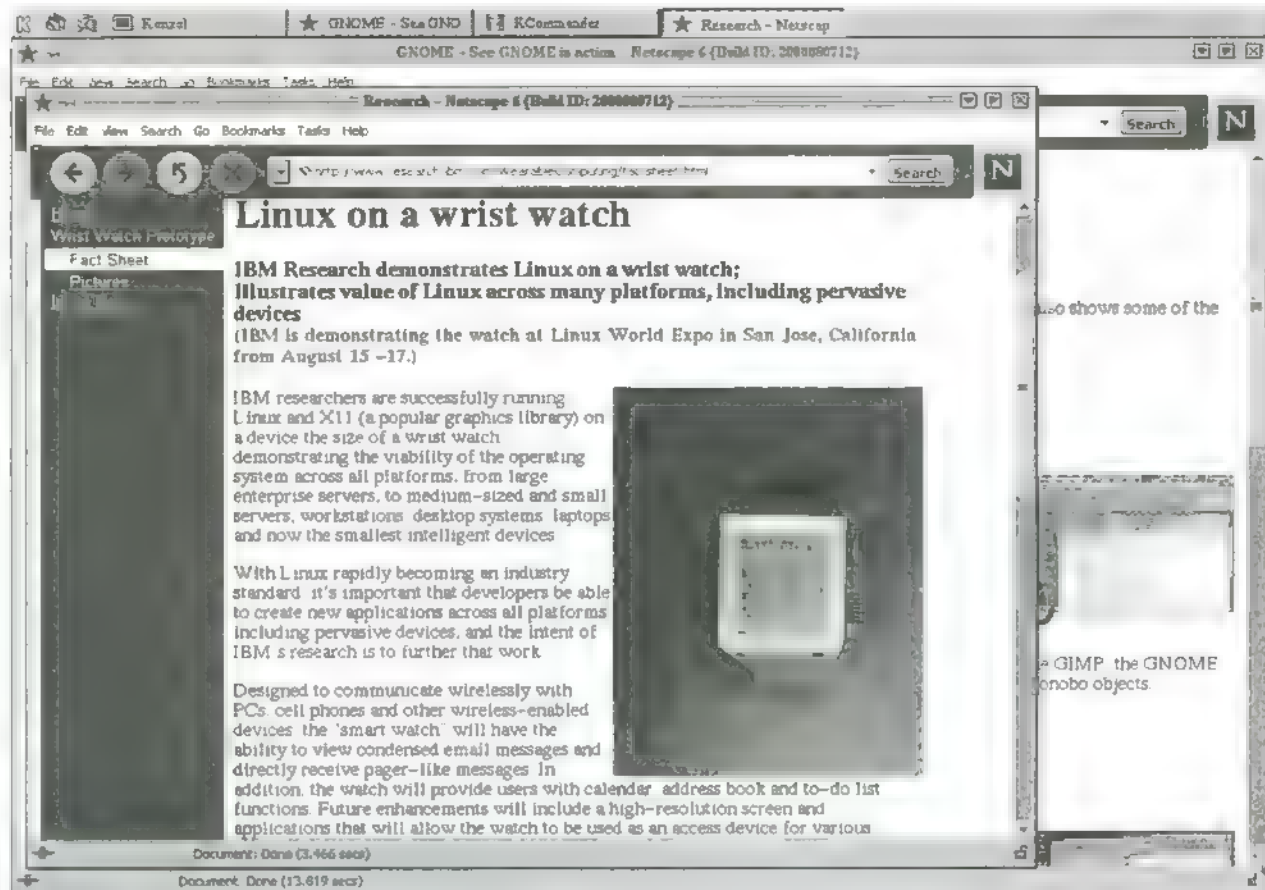 Kenzel
GNOME - See GNO
KCommander
Research - Netscap
GNOME - See GNOME in action Netscape 6 {Build ID: 2000080712}
File Edit View Search Go Bookmarks Tasks Help
Research - Netscape 6 {Build ID: 2000080712}
File Edit View Search Go Bookmarks Tasks Help
Search N
Search N
Linux on a wrist watch
Wrist Watch Prototype
Fact Sheet
Pictures
IBM Research demonstrates Linux on a wrist watch;
Illustrates value of Linux across many platforms, including pervasive
devices
(IBM is demonstrating the watch at Linux World Expo in San Jose, California
from August 15 -17.)
IBM researchers are successfully running
Linux and X11 (a popular graphics library) on
a device the size of a wrist watch
demonstrating the viability of the operating
system across all platforms, from large
enterprise servers, to medium-sized and small
servers, workstations desktop systems laptops
and now the smallest intelligent devices
With Linux rapidly becoming an industry
standard it's important that developers be able
to create new applications across all platforms
including pervasive devices, and the intent of
IBM s research is to further that work
Designed to communicate wirelessly with
PCs, cell phones and other wireless-enabled
devices the "smart watch" will have the
ability to view condensed email messages and
directly receive pager-like messages In
addition, the watch will provide users with calendar address book and to-do list
functions. Future enhancements will include a high-resolution screen and
applications that will allow the watch to be used as an access device for various
Document: Done (3.466 secs)
shows some of the
GIMP the GNOME
objects.
Document: Done (13.819 secs)